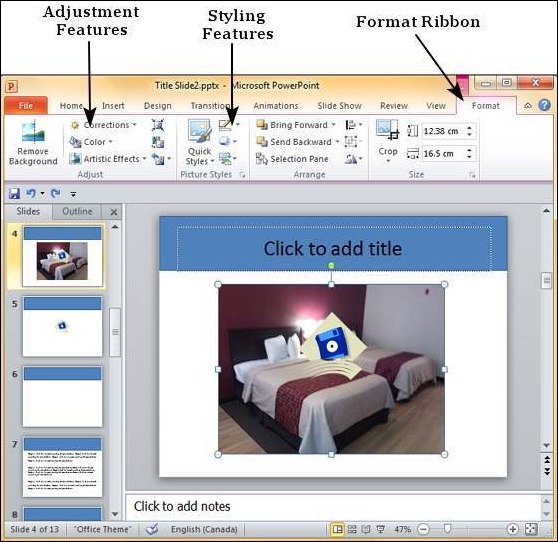 Adjustment
Features
Styling
Features
Format Ribbon
Title Slide2.pptx - Microsoft PowerPoint
File Home Insert Design Transitions Animations Slide Show Review View Format
Remove
Background
Corrections
Color
Artistic Effects
Adjust
Quick
Styles
Picture Styles
Bring Forward
Send Backward
Selection Pane
Arrange
Crop
12.38 cm
16.5 cm
Size
Slides Outline
4
5
6
7
8
Click to add title
Click to add notes
Slide 4 of 13 "Office Theme" English (Canada) 47%